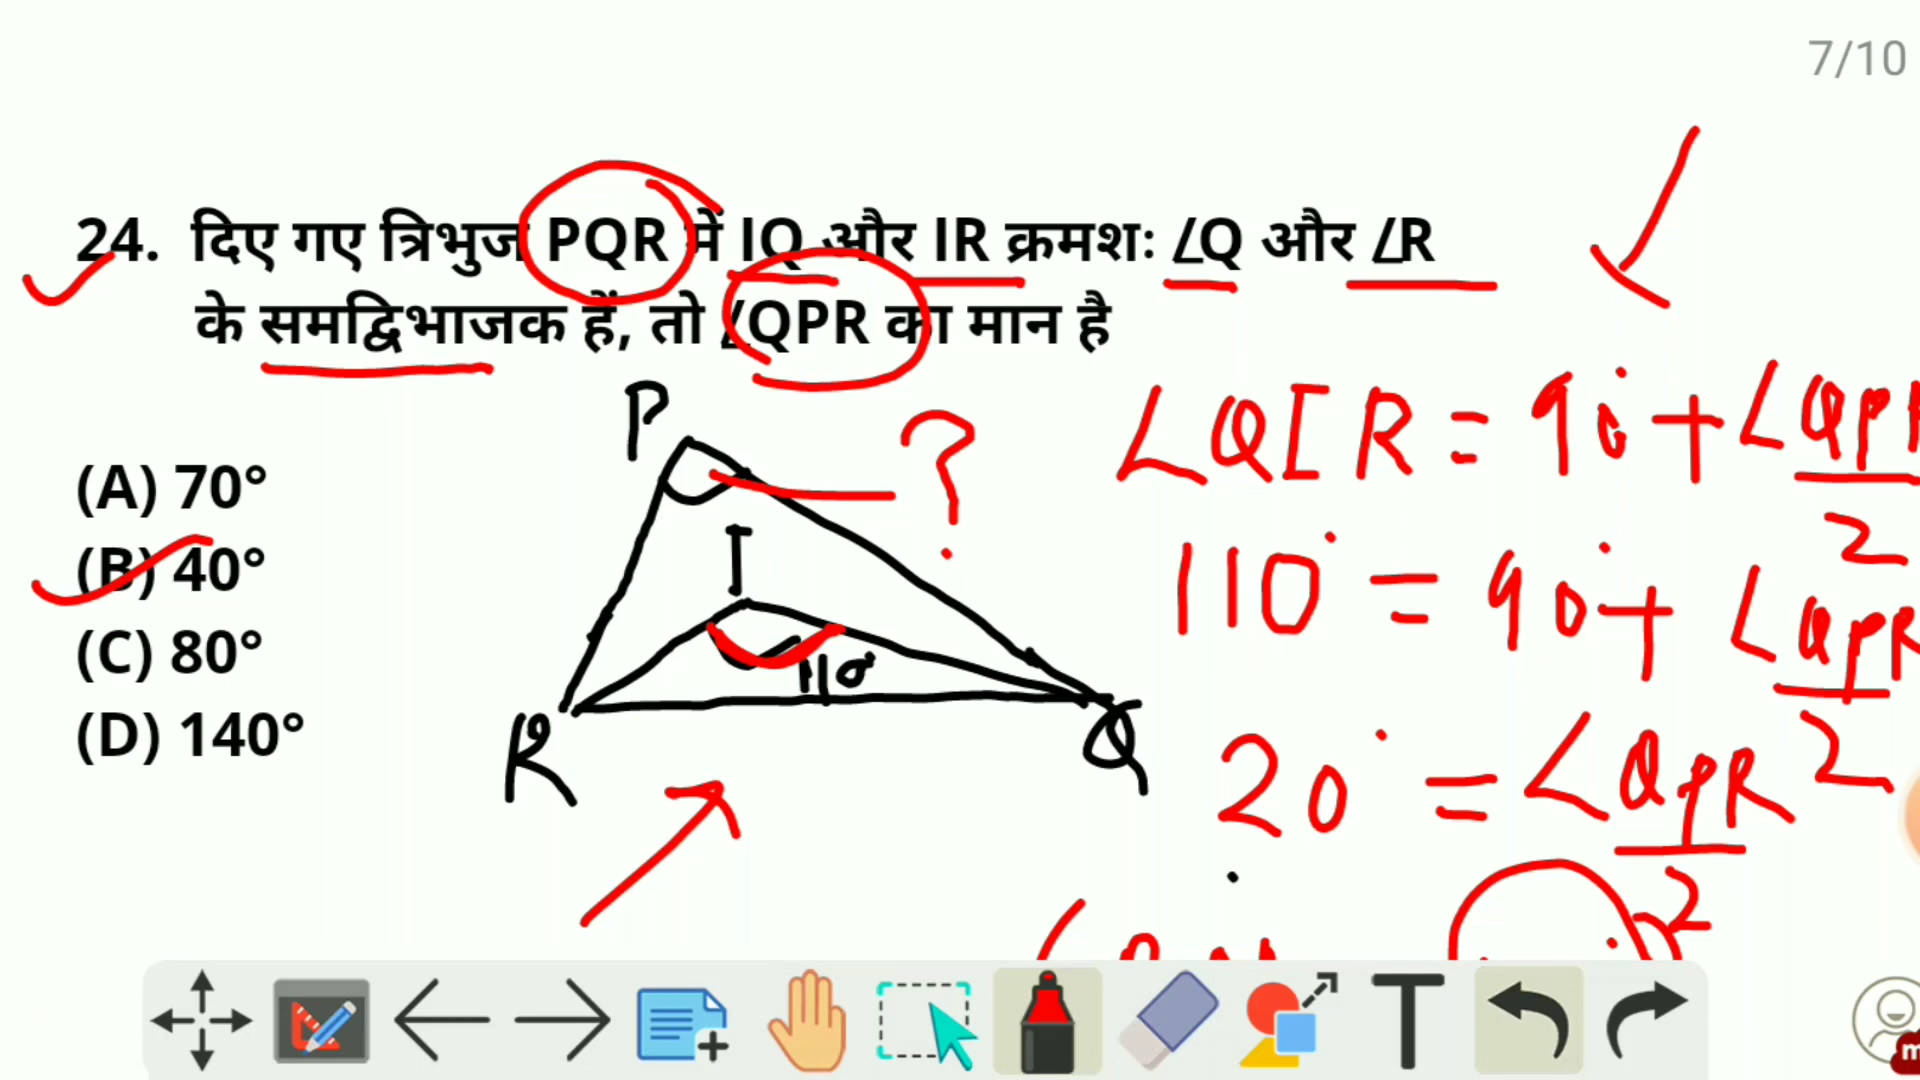 7/10
24. दिए गए त्रिभुज PQR में IQ और IR क्रमशः ∠Q और ∠R
के समद्विभाजक हैं, तो ∠QPR का मान है
(A) 70°
(B) 40°
(C) 80°
(D) 140°
P
?
I
110°
R
Q
∠QIR = 90° + ∠QPR
2
110° = 90° + ∠QPR
2
20° = ∠QPR
2
T
m